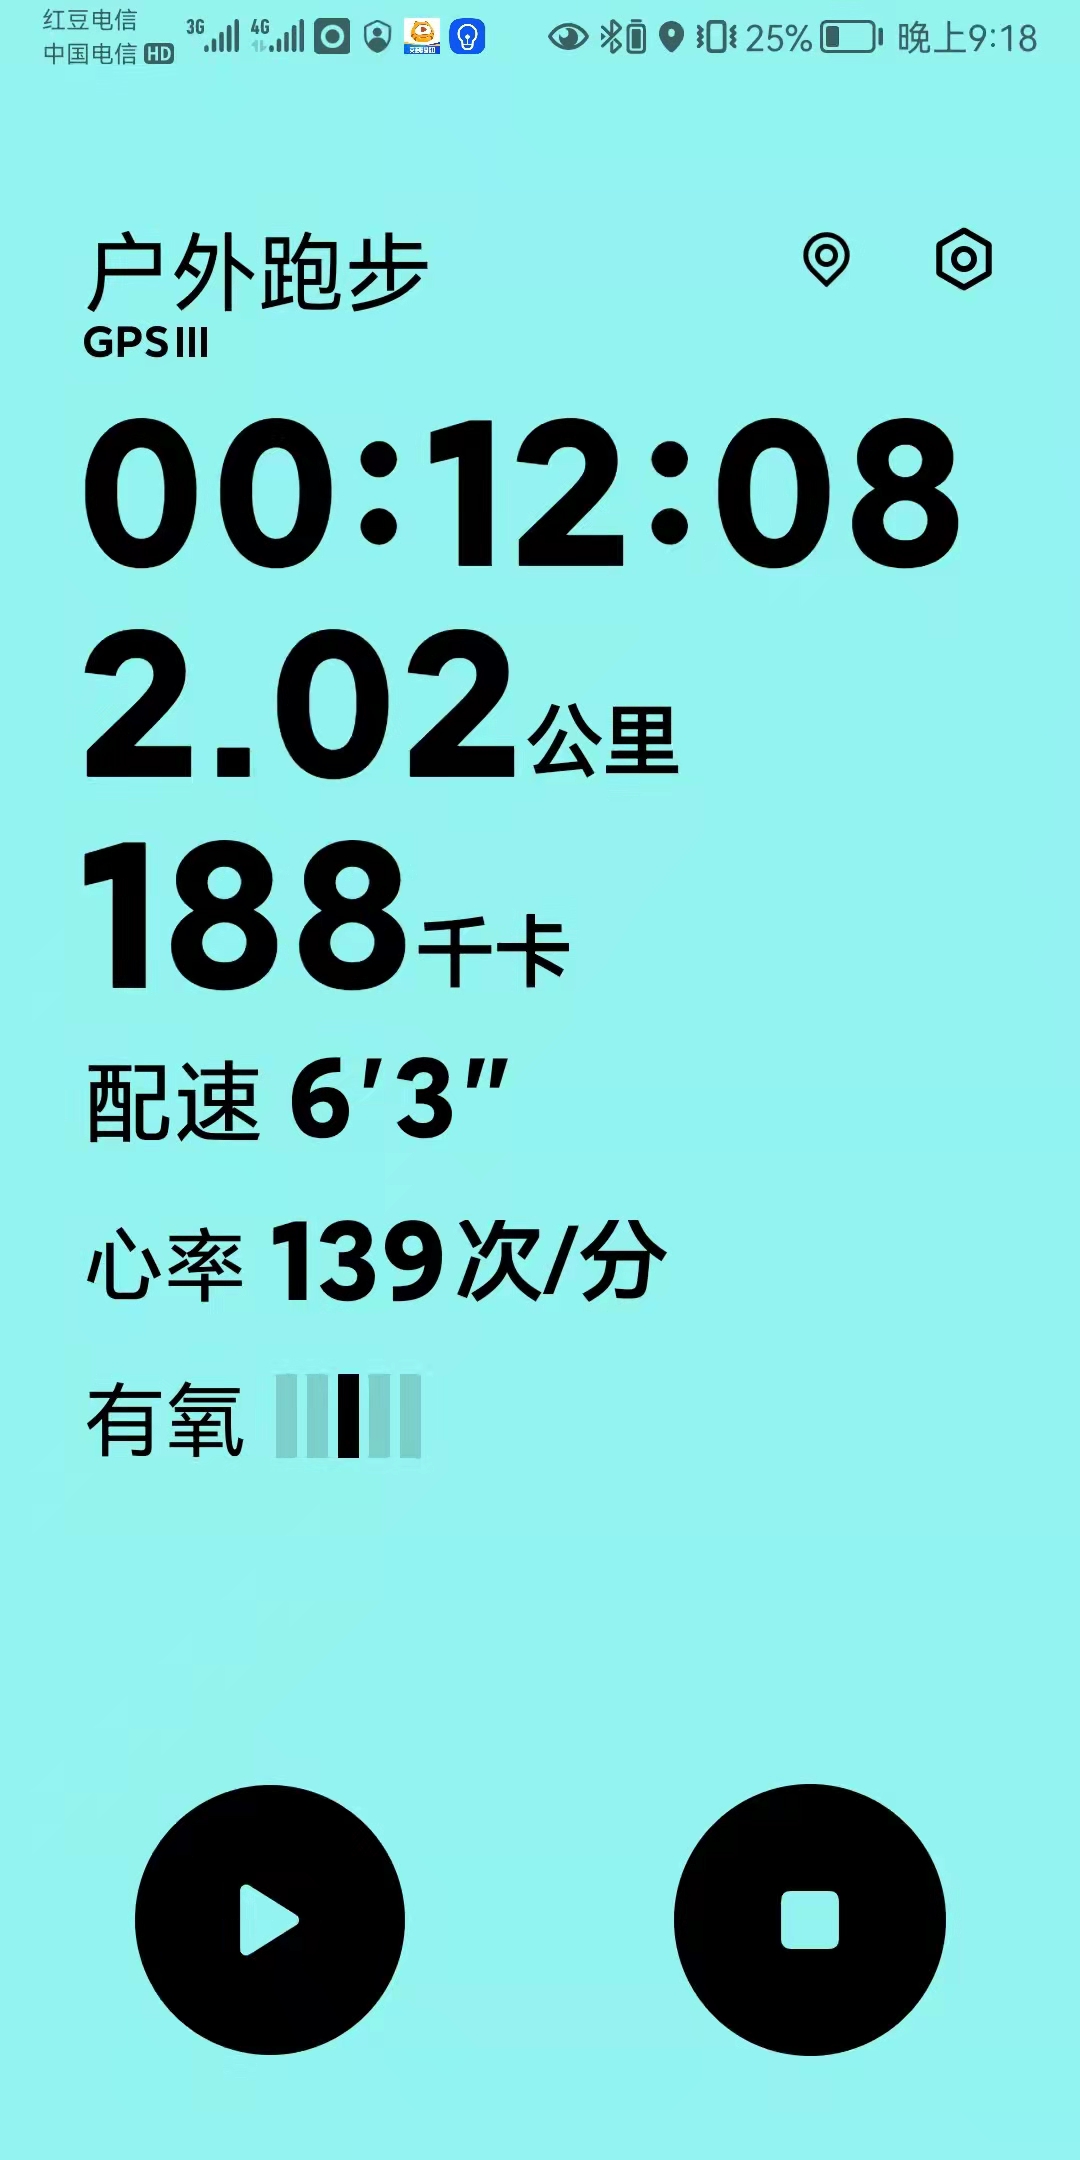 红豆电信
中国电信 HD
3G 4G 25% 晚上9:18
户外跑步
GPS
00:12:08
2.02公里
188千卡
配速 6'3"
心率 139次/分
有氧